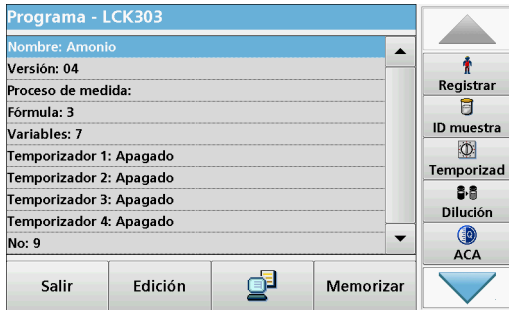 Programa - LCK303
Nombre: Amonio
Versión: 04
Proceso de medida:
Fórmula: 3
Variables: 7
Temporizador 1: Apagado
Temporizador 2: Apagado
Temporizador 3: Apagado
Temporizador 4: Apagado
No: 9
Salir
Edición
Memorizar
Registrar
ID muestra
Temporizad
Dilución
ACA